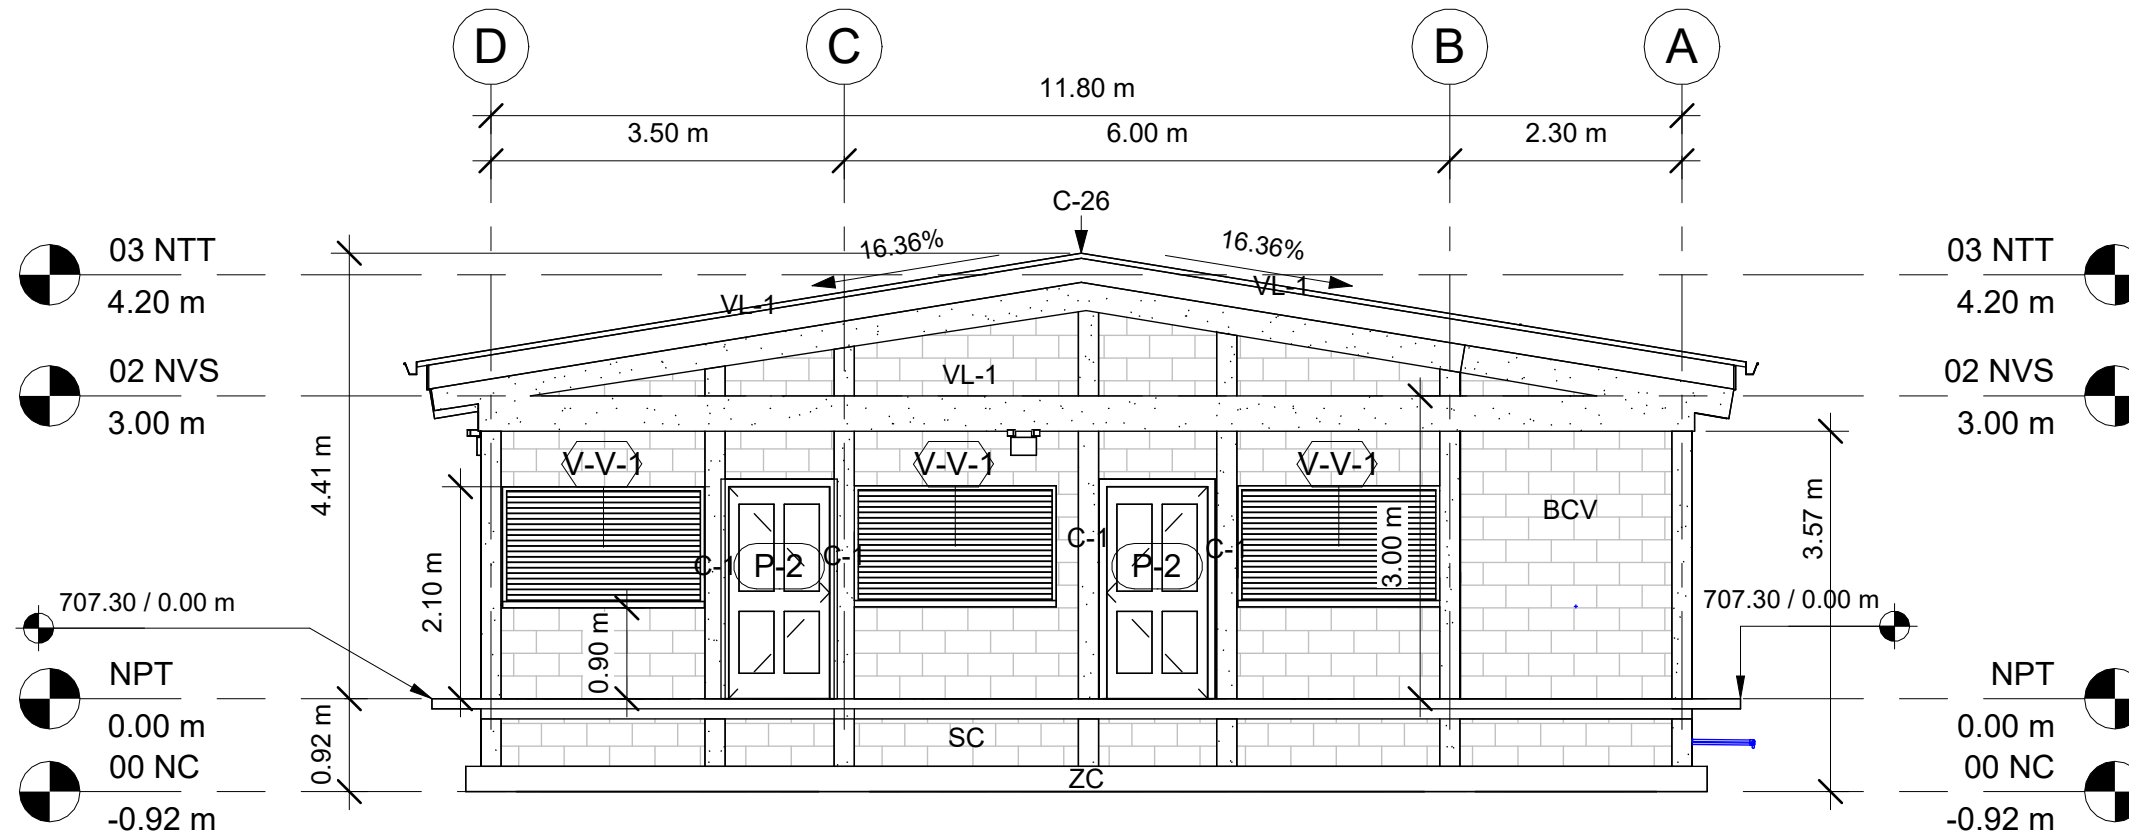 D
C
B
A
11.80 m
3.50 m
6.00 m
2.30 m
C-26
16.36%
16.36%
03 NTT
4.20 m
03 NTT
4.20 m
VL-1
VL-1
02 NVS
3.00 m
02 NVS
3.00 m
VL-1
V-V-1
V-V-1
V-V-1
4.41 m
BCV
3.57 m
3.00 m
C-1
P-2
C-1
C-1
P-2
C-1
2.10 m
0.90 m
707.30 / 0.00 m
707.30 / 0.00 m
NPT
0.00 m
NPT
0.00 m
0.92 m
SC
00 NC
-0.92 m
ZC
00 NC
-0.92 m